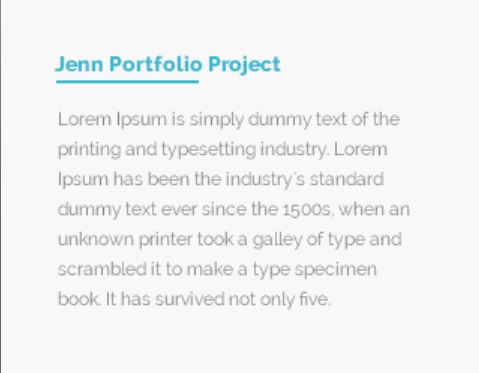 Jenn Portfolio Project
Lorem Ipsum is simply dummy text of the
printing and typesetting industry. Lorem
Ipsum has been the industry's standard
dummy text ever since the 1500s, when an
unknown printer took a galley of type and
scrambled it to make a type specimen
book. It has survived not only five.